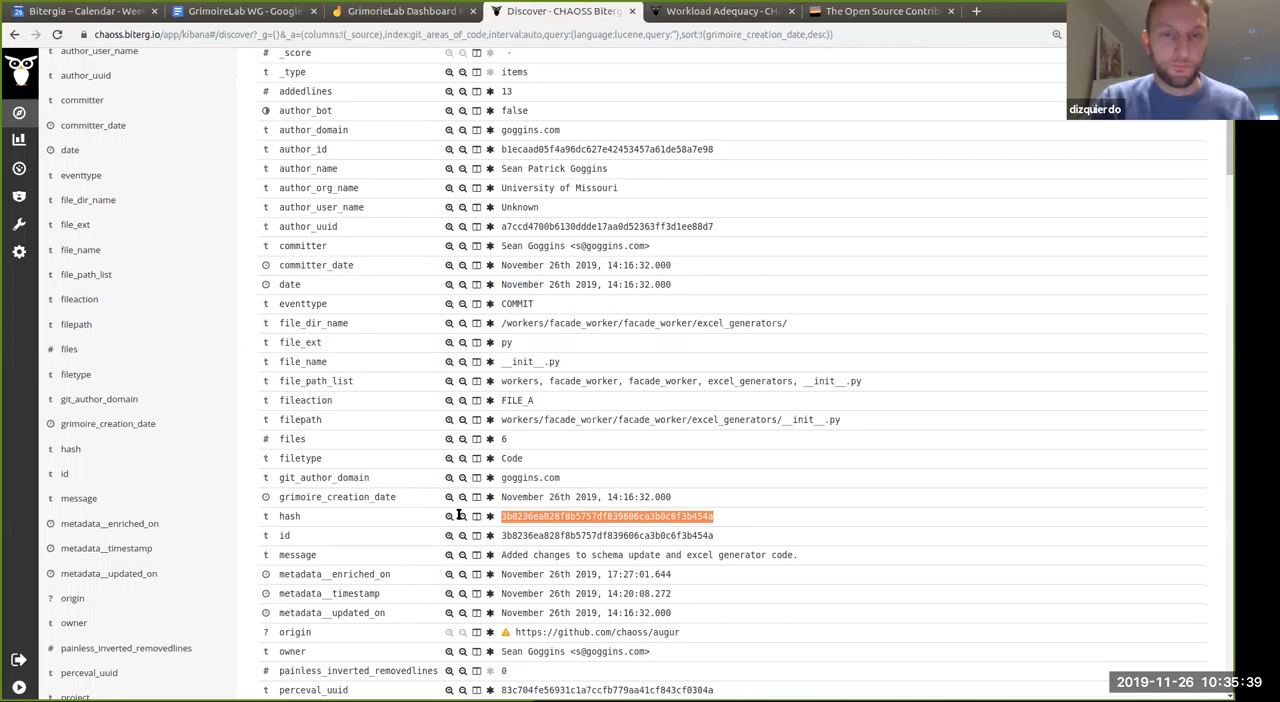 Bitergia – Calendar - Wee
GrimoireLab WG - Google
GrimorieLab Dashboard
Discover - CHAOSS Biterg
Workload Adequacy - CHA
The Open Source Contrib
chaoss.biterg.io/app/kibana#/discover?_g=()&_a=(columns:!(_source),index:git_areas_of_code,interval:auto,query:(language:lucene,query:''),sort:!(grimoire_creation_date,desc))
dizquierdo
t author_user_name
t author_uuid
t committer
committer_date
date
t eventtype
t file_dir_name
t file_ext
t file_name
t file_path_list
t fileaction
t filepath
# files
t filetype
t git_author_domain
grimoire_creation_date
t hash
t id
t message
metadata__enriched_on
metadata__timestamp
metadata__updated_on
? origin
t owner
# painless_inverted_removedlines
t perceval_uuid
t project
# _score -
t _type items
# addedlines 13
author_bot false
t author_domain goggins.com
t author_id b1ecaad05f4a96dc627e42453457a61de58a7e98
t author_name Sean Patrick Goggins
t author_org_name University of Missouri
t author_user_name Unknown
t author_uuid a7ccd4700b6130ddde17aa0d52363ff3d1ee88d7
t committer Sean Goggins <s@goggins.com>
committer_date November 26th 2019, 14:16:32.000
date November 26th 2019, 14:16:32.000
t eventtype COMMIT
t file_dir_name /workers/facade_worker/facade_worker/excel_generators/
t file_ext py
t file_name __init__.py
t file_path_list workers, facade_worker, facade_worker, excel_generators, __init__.py
t fileaction FILE_A
t filepath workers/facade_worker/facade_worker/excel_generators/__init__.py
# files 6
t filetype Code
t git_author_domain goggins.com
grimoire_creation_date November 26th 2019, 14:16:32.000
t hash 3b8236ea828f8b5757df839606ca3b0c6f3b454a
t id 3b8236ea828f8b5757df839606ca3b0c6f3b454a
t message Added changes to schema update and excel generator code.
metadata__enriched_on November 26th 2019, 17:27:01.644
metadata__timestamp November 26th 2019, 14:20:08.272
metadata__updated_on November 26th 2019, 14:16:32.000
? origin https://github.com/chaoss/augur
t owner Sean Goggins <s@goggins.com>
# painless_inverted_removedlines 0
t perceval_uuid 83c704fe56931c1a7ccfb779aa41cf843cf0304a
2019-11-26 10:35:39